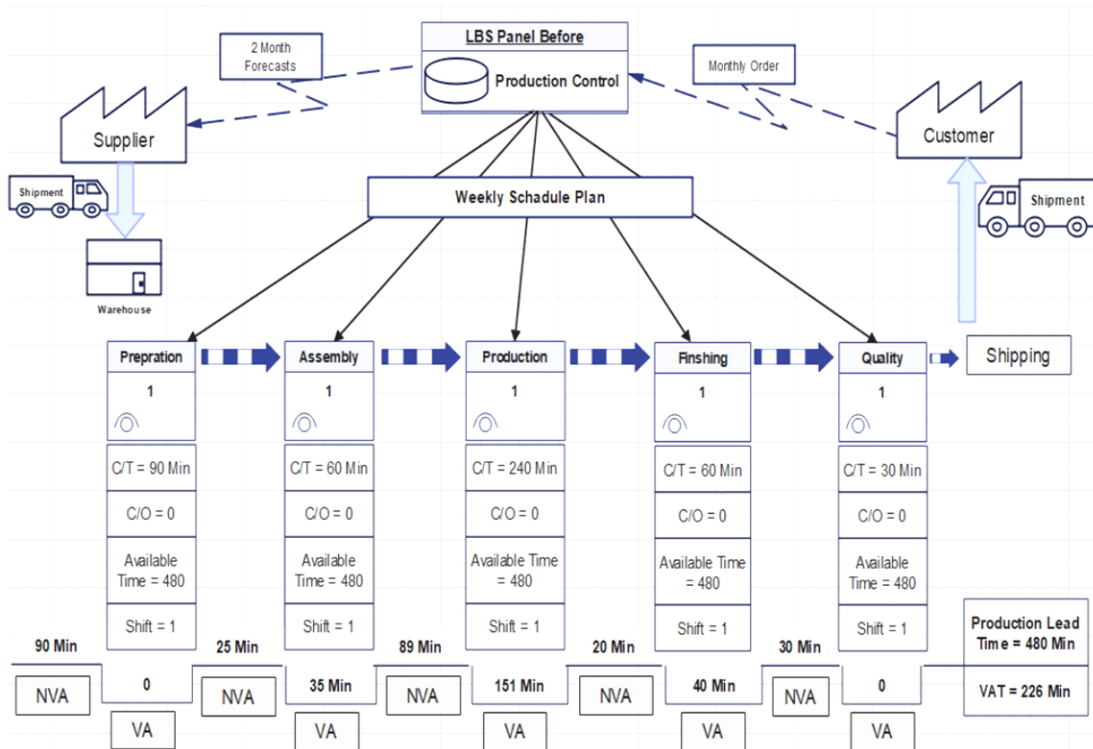 LBS Panel Before
Production Control
2 Month
Forecasts
Monthly Order
Supplier
Customer
Shipment
Shipment
Weekly Schadule Plan
Warehouse
Prepration
1
Assembly
1
Production
1
Finshing
1
Quality
1
Shipping
C/T = 90 Min
C/T = 60 Min
C/T = 240 Min
C/T = 60 Min
C/T = 30 Min
C/O = 0
C/O = 0
C/O = 0
C/O = 0
C/O = 0
Available
Time = 480
Available
Time = 480
Available Time
= 480
Available Time
= 480
Available
Time = 480
Shift = 1
Shift = 1
Shift = 1
Shift = 1
Shift = 1
90 Min
25 Min
89 Min
20 Min
30 Min
Production Lead
Time = 480 Min
NVA
0
NVA
35 Min
NVA
151 Min
NVA
40 Min
NVA
0
VAT = 226 Min
VA
VA
VA
VA
VA